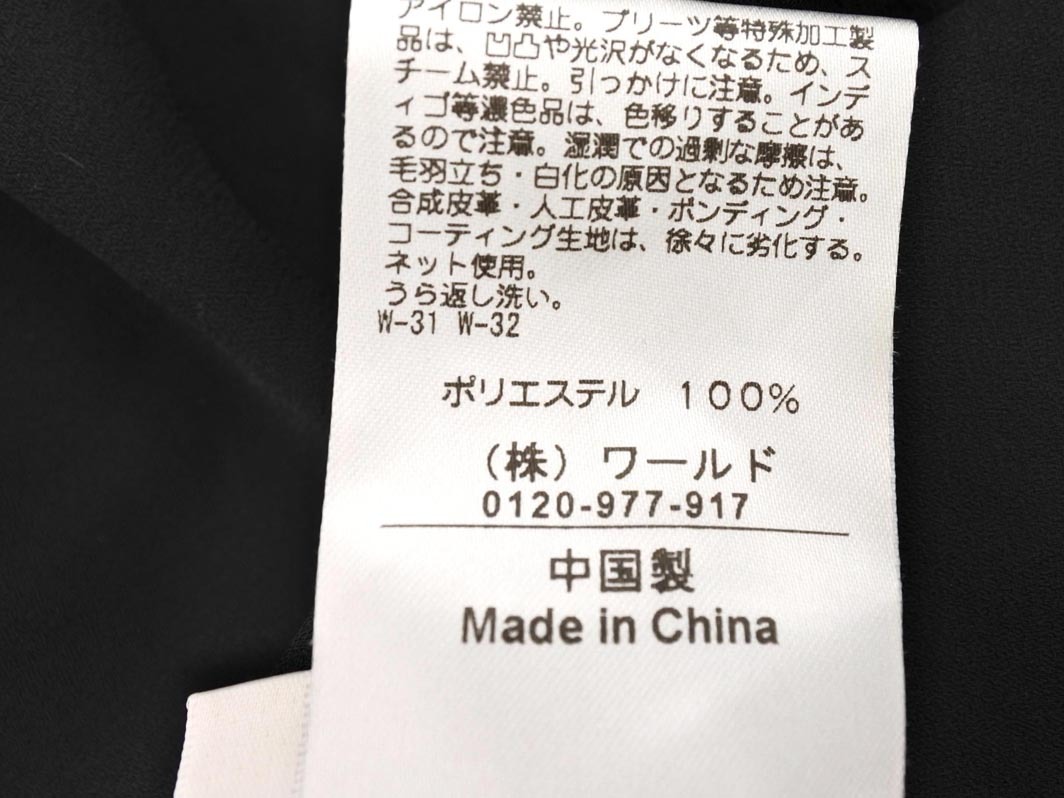 アイロン禁止。プリーツ等特殊加工製
品は、凹凸や光沢がなくなるため、ス
チーム禁止。引っかけに注意。インデ
ィゴ等濃色品は、色移りすることがあ
るので注意。湿潤での過剰な摩擦は、
毛羽立ち・白化の原因となるため注意。
合成皮革・人工皮革・ボンディング・
コーティング生地は、徐々に劣化する。
ネット使用。
うら返し洗い。
W-31 W-32
ポリエステル 100%
（株）ワールド
0120-977-917
中国製
Made in China